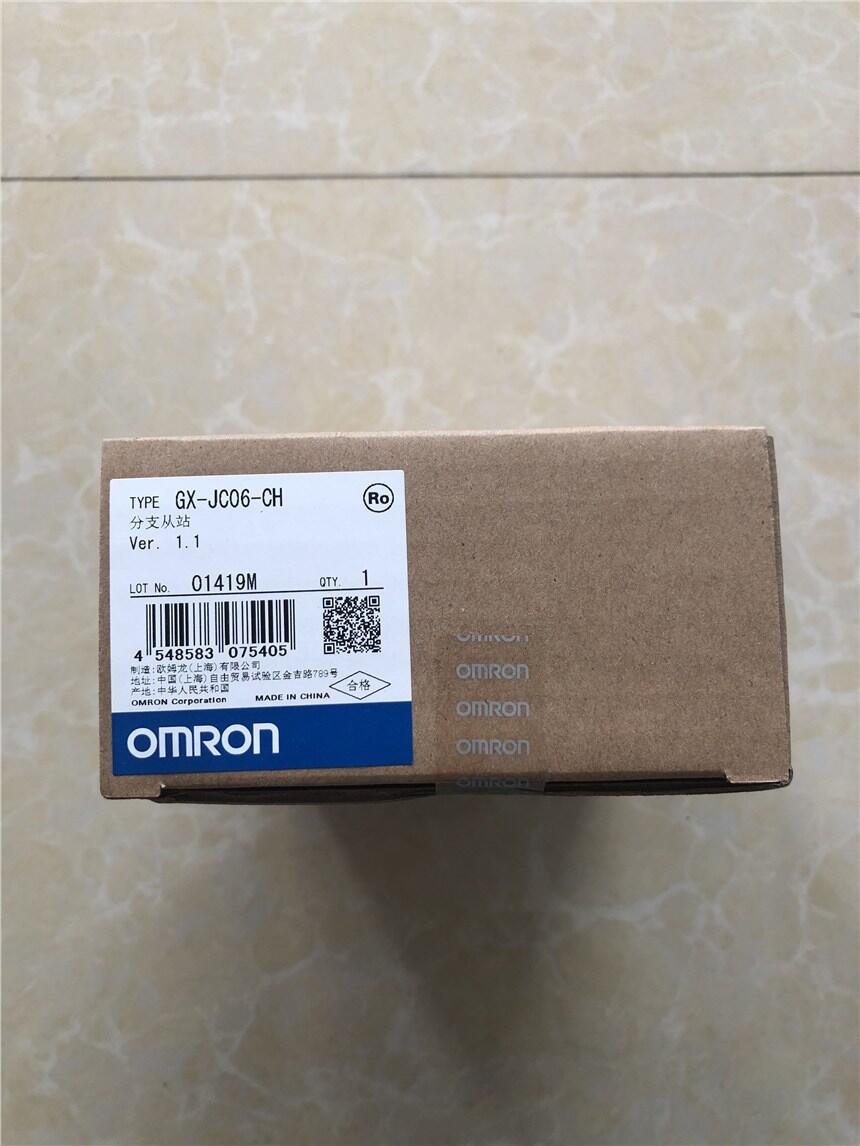 TYPE GX-JC06-CH
Ro
分支从站
Ver. 1.1
LOT No. 01419M QTY. 1
4 548583 075405
制造:欧姆龙(上海)有限公司
地址:中国(上海)自由贸易试验区金吉路789号
产地:中华人民共和国
合格
OMRON Corporation MADE IN CHINA
OMRON
OMRON
OMRON
OMRON
OMRON
OMRON